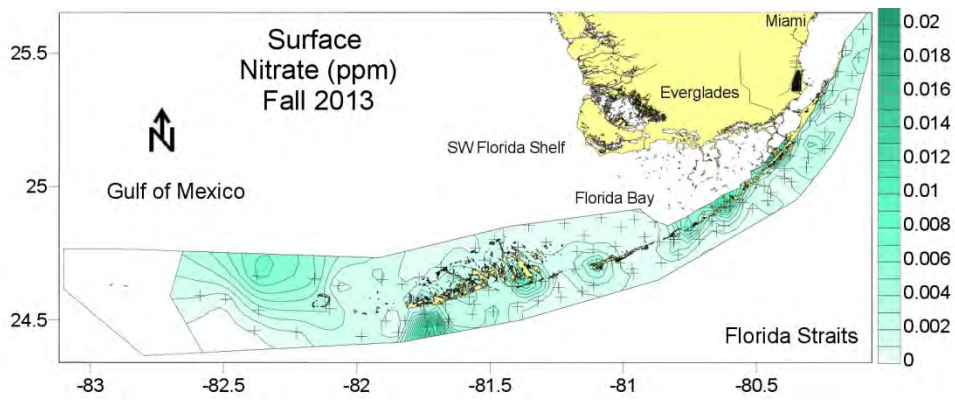 Surface
Nitrate (ppm)
Fall 2013
Miami
Everglades
SW Florida Shelf
N
Gulf of Mexico
Florida Bay
Florida Straits
25.5
25
24.5
-83
-82.5
-82
-81.5
-81
-80.5
0.02
0.018
0.016
0.014
0.012
0.01
0.008
0.006
0.004
0.002
0